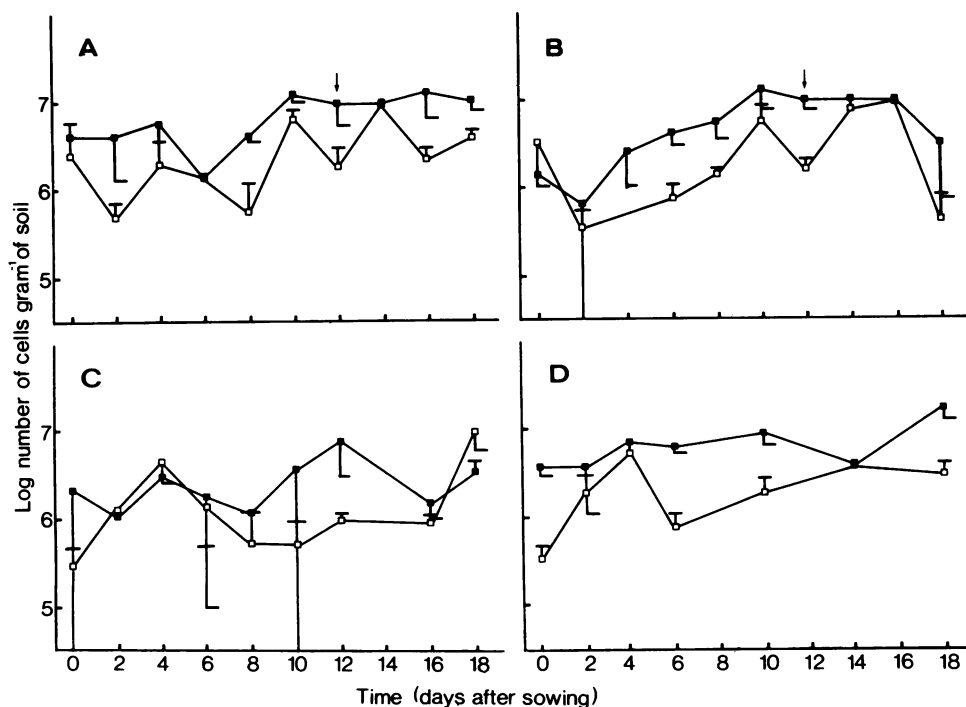 A
B
7
6
5
C
D
7
6
5
0 2 4 6 8 10 12 14 16 18
0 2 4 6 8 10 12 14 16 18
Log number of cells gram⁻¹ of soil
Time (days after sowing)